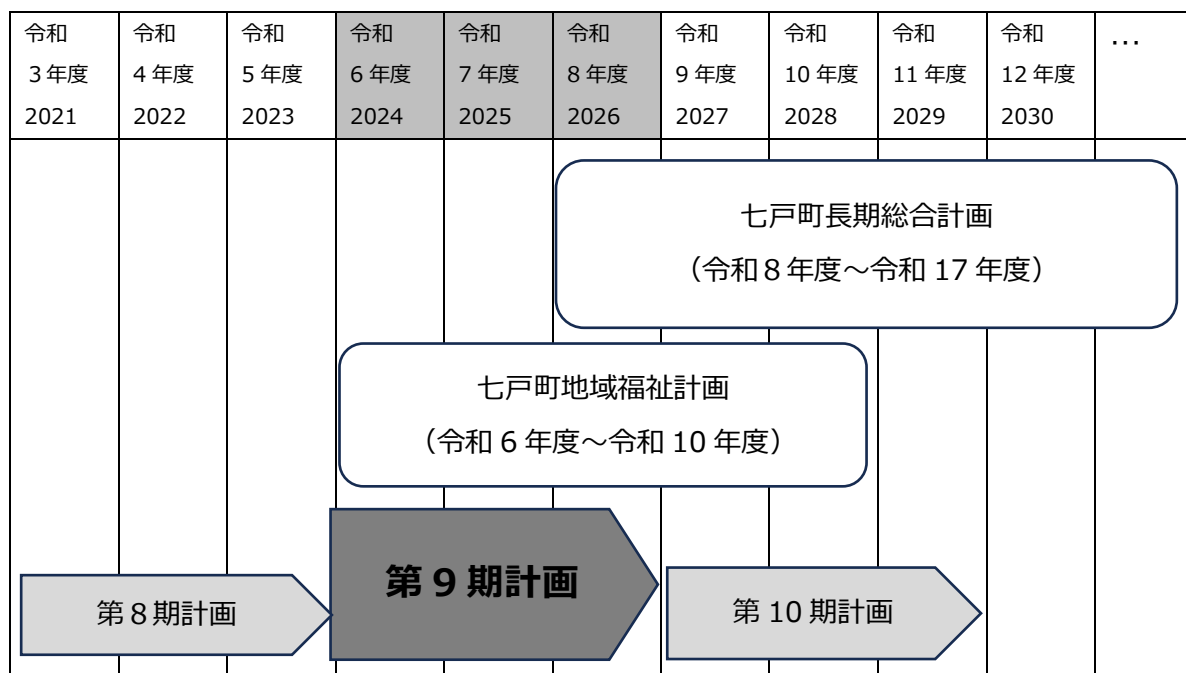 令和
3年度
2021
令和
4年度
2022
令和
5年度
2023
令和
6年度
2024
令和
7年度
2025
令和
8年度
2026
令和
9年度
2027
令和
10年度
2028
令和
11年度
2029
令和
12年度
2030
…
七戸町長期総合計画
（令和8年度～令和17年度）
七戸町地域福祉計画
（令和6年度～令和10年度）
第8期計画
第9期計画
第10期計画